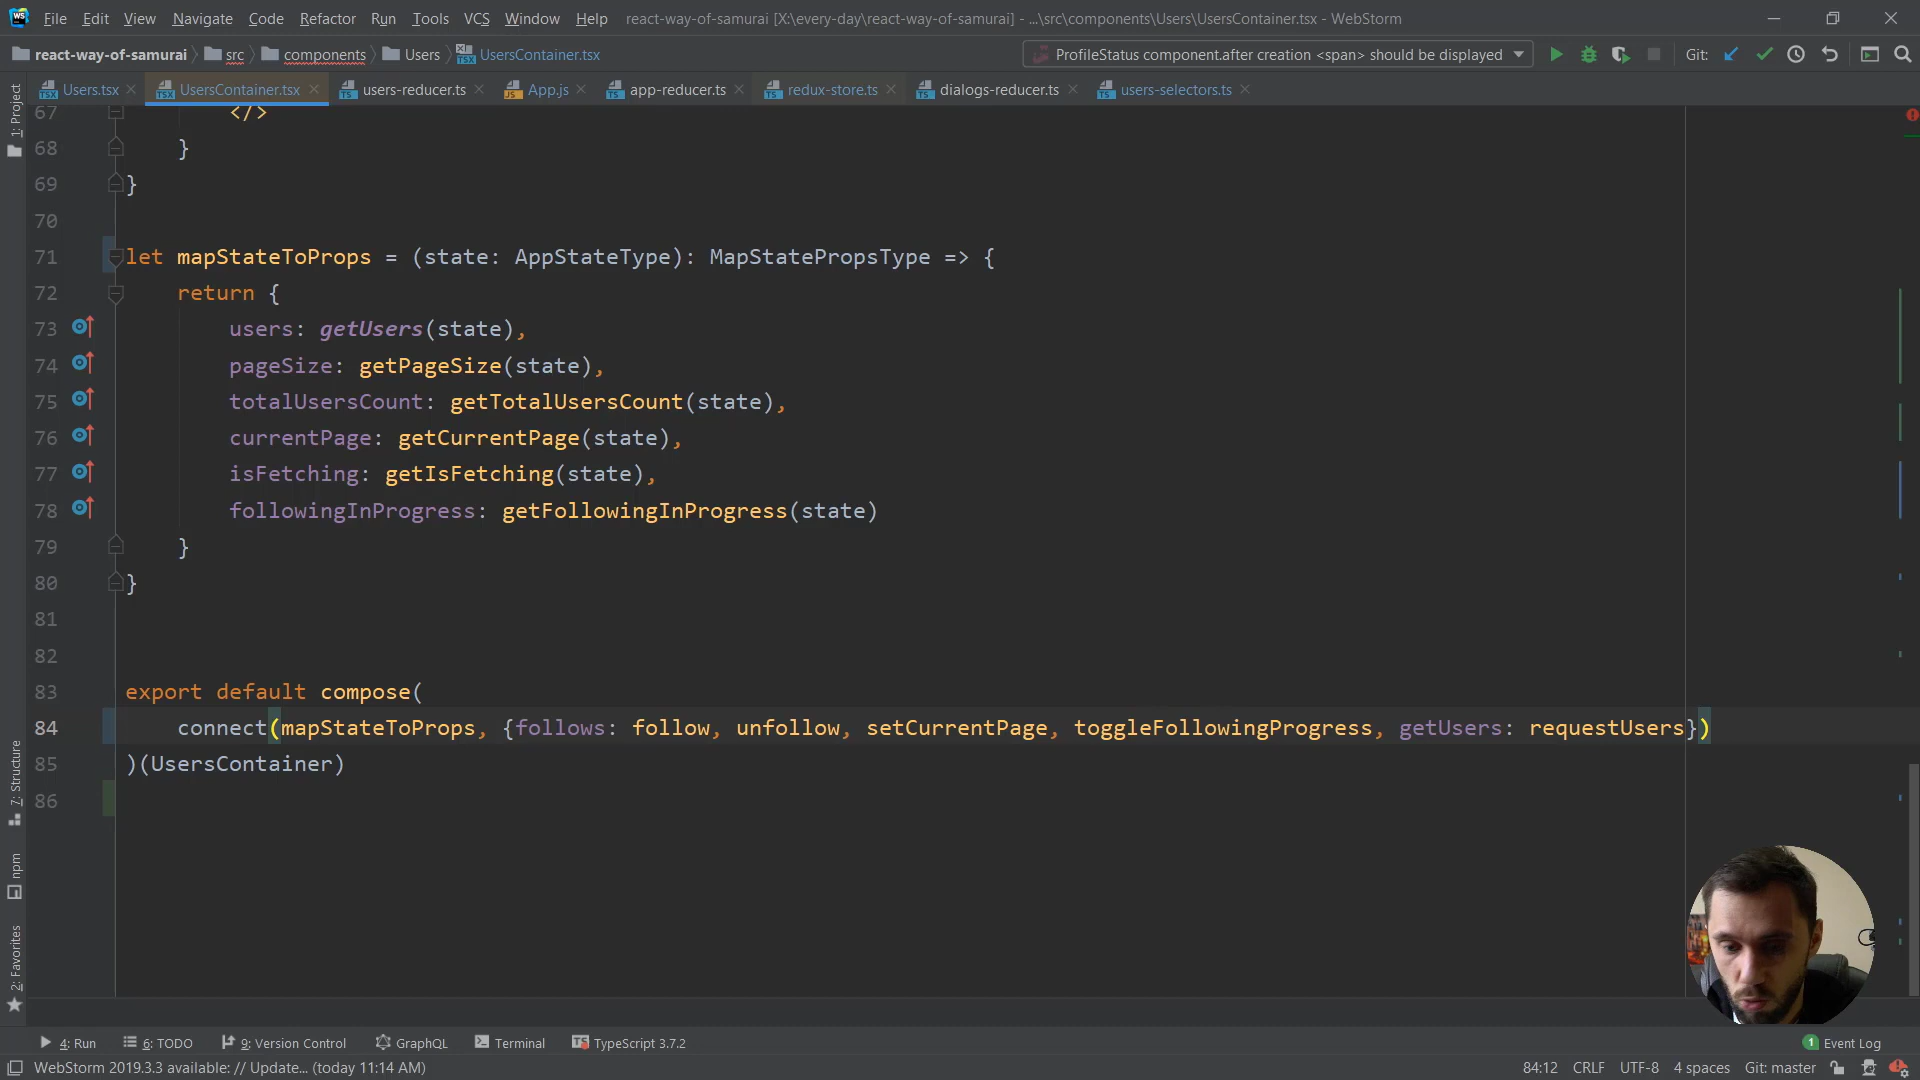 WS File Edit View Navigate Code Refactor Run Tools VCS Window Help react-way-of-samurai [X:\every-day\react-way-of-samurai] - ...\src\components\Users\UsersContainer.tsx - WebStorm
react-way-of-samurai src components Users UsersContainer.tsx ProfileStatus component.after creation <span> should be displayed Git:
Users.tsx UsersContainer.tsx users-reducer.ts App.js app-reducer.ts redux-store.ts dialogs-reducer.ts users-selectors.ts
1: Project
67 </>
68 }
69 }
70
71 let mapStateToProps = (state: AppStateType): MapStatePropsType => {
72 return {
73 users: getUsers(state),
74 pageSize: getPageSize(state),
75 totalUsersCount: getTotalUsersCount(state),
76 currentPage: getCurrentPage(state),
77 isFetching: getIsFetching(state),
78 followingInProgress: getFollowingInProgress(state)
79 }
80 }
81
82
83 export default compose(
84 connect(mapStateToProps, {follows: follow, unfollow, setCurrentPage, toggleFollowingProgress, getUsers: requestUsers})
85 )(UsersContainer)
86
7: Structure
npm
2: Favorites
4: Run 6: TODO 9: Version Control GraphQL Terminal TypeScript 3.7.2 1 Event Log
WebStorm 2019.3.3 available: // Update... (today 11:14 AM) 84:12 CRLF UTF-8 4 spaces Git: master